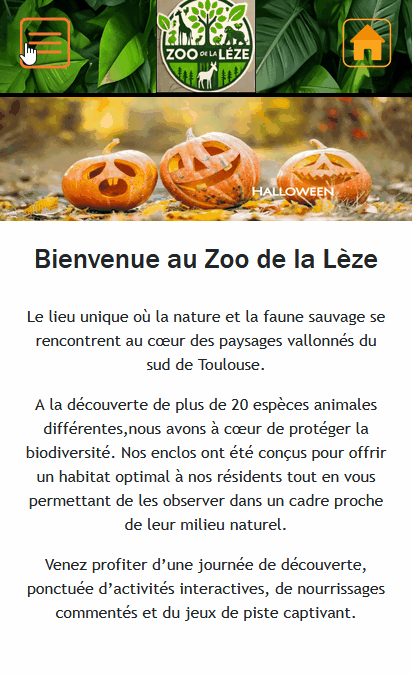 ZOO DE LA LÉZE
HALLOWEEN
Bienvenue au Zoo de la Lèze
Le lieu unique où la nature et la faune sauvage se
rencontrent au cœur des paysages vallonnés du
sud de Toulouse.
A la découverte de plus de 20 espèces animales
différentes,nous avons à cœur de protéger la
biodiversité. Nos enclos ont été conçus pour offrir
un habitat optimal à nos résidents tout en vous
permettant de les observer dans un cadre proche
de leur milieu naturel.
Venez profiter d’une journée de découverte,
ponctuée d’activités interactives, de nourrissages
commentés et du jeux de piste captivant.